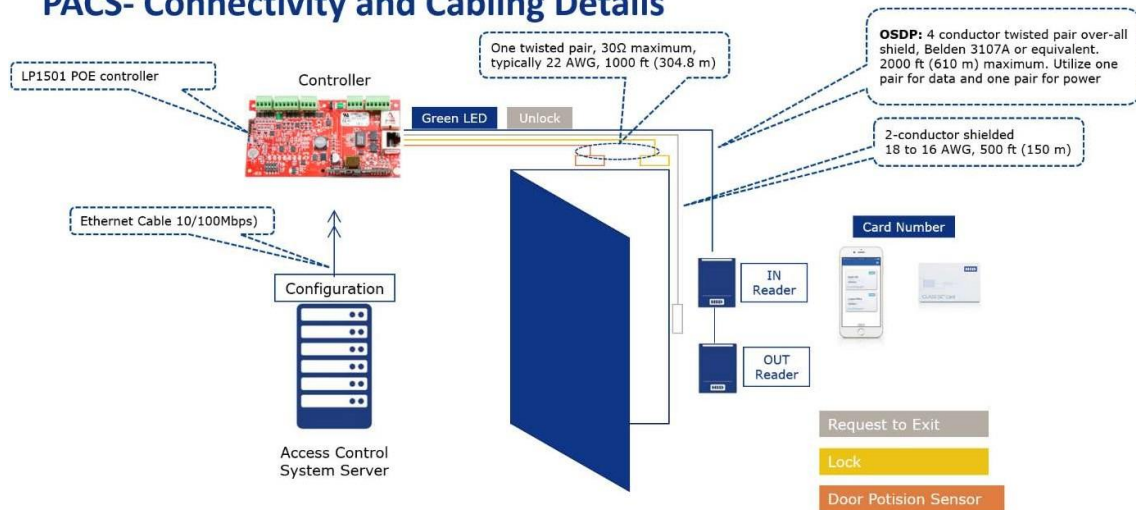 PACS- Connectivity and Cabling Details
LP1501 POE controller
Controller
One twisted pair, 30Ω maximum,
typically 22 AWG, 1000 ft (304.8 m)
OSDP: 4 conductor twisted pair over-all
shield, Belden 3107A or equivalent.
2000 ft (610 m) maximum. Utilize one
pair for data and one pair for power
Green LED
Unlock
2-conductor shielded
18 to 16 AWG, 500 ft (150 m)
Ethernet Cable 10/100Mbps)
Configuration
Access Control
System Server
Card Number
IN
Reader
OUT
Reader
Request to Exit
Lock
Door Potision Sensor